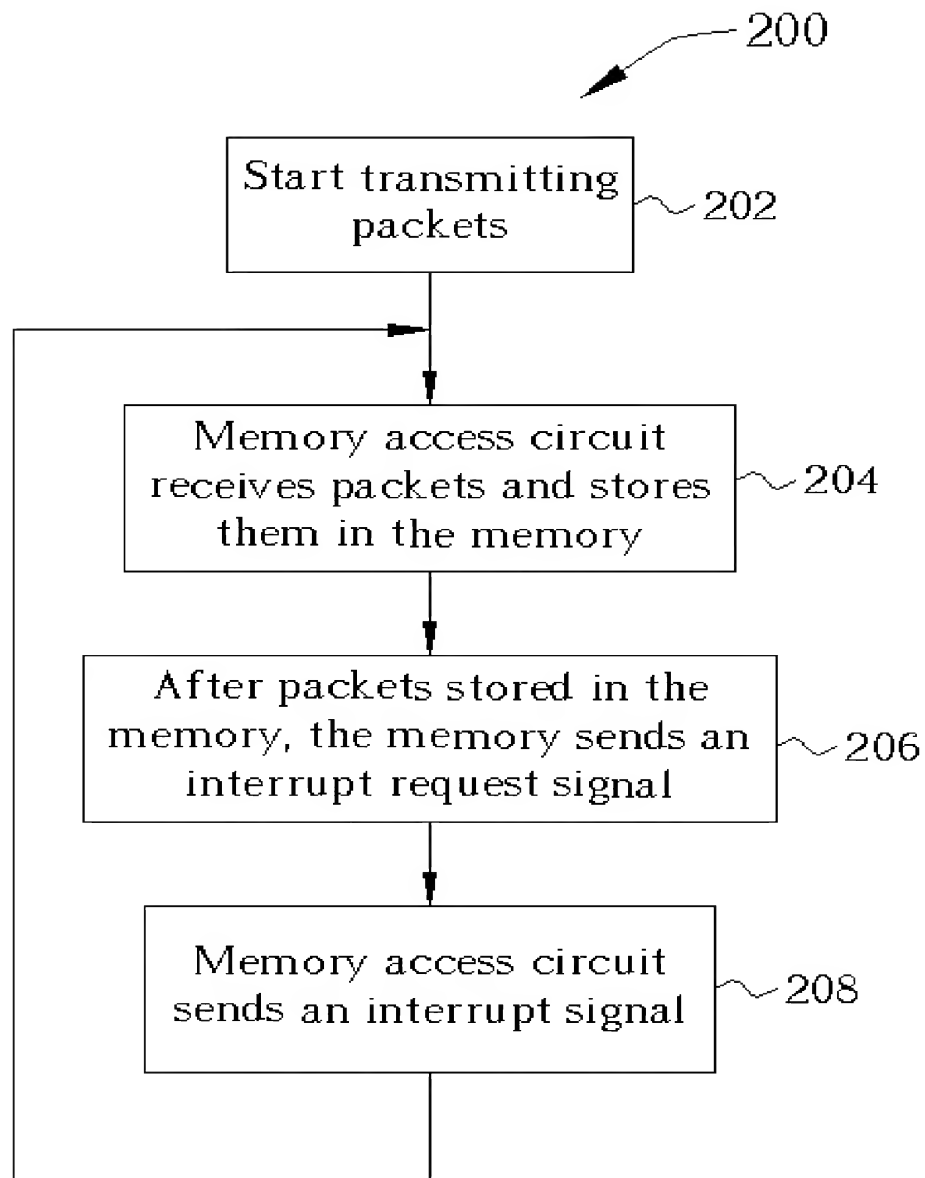 200
Start transmitting
packets
202
Memory access circuit
receives packets and stores
them in the memory
204
After packets stored in the
memory, the memory sends an
interrupt request signal
206
Memory access circuit
sends an interrupt signal
208